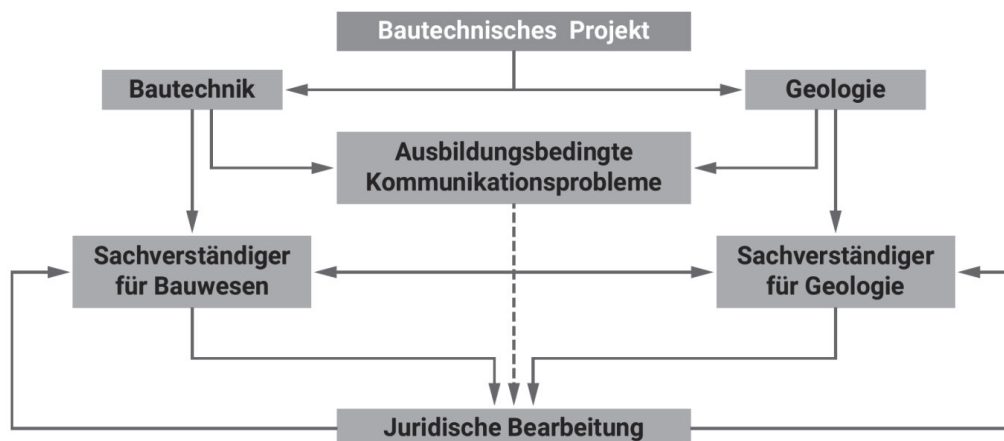 Bautechnisches Projekt
Bautechnik
Geologie
Ausbildungsbedingte
Kommunikationsprobleme
Sachverständiger
für Bauwesen
Sachverständiger
für Geologie
Juridische Bearbeitung